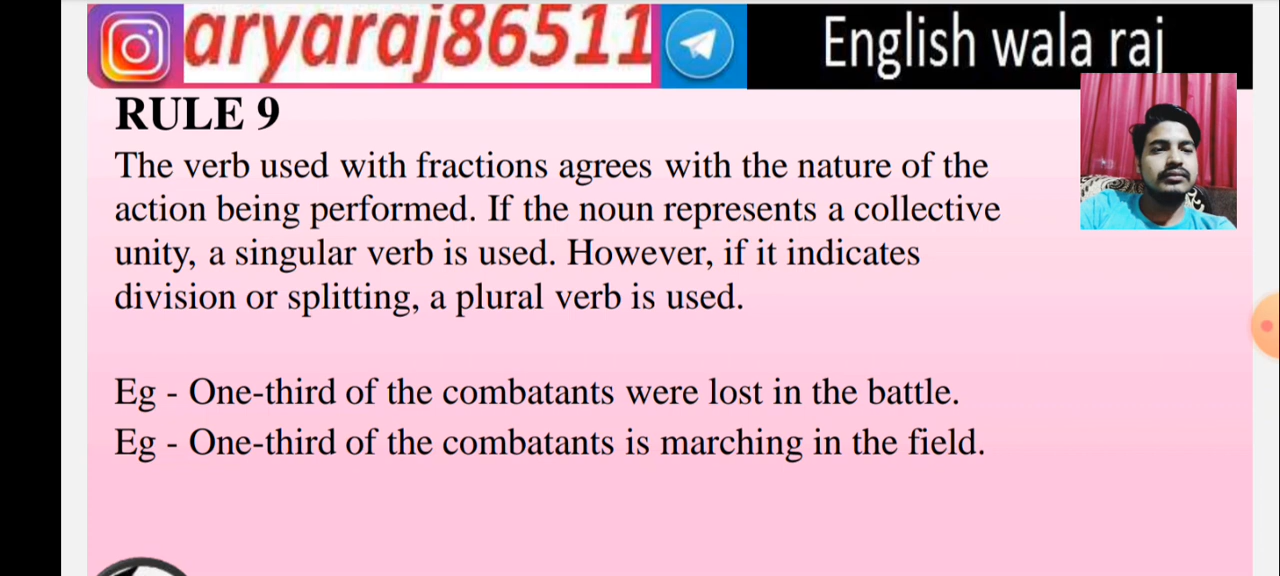 aryaraj86511 English wala raj
RULE 9
The verb used with fractions agrees with the nature of the
action being performed. If the noun represents a collective
unity, a singular verb is used. However, if it indicates
division or splitting, a plural verb is used.
Eg - One-third of the combatants were lost in the battle.
Eg - One-third of the combatants is marching in the field.